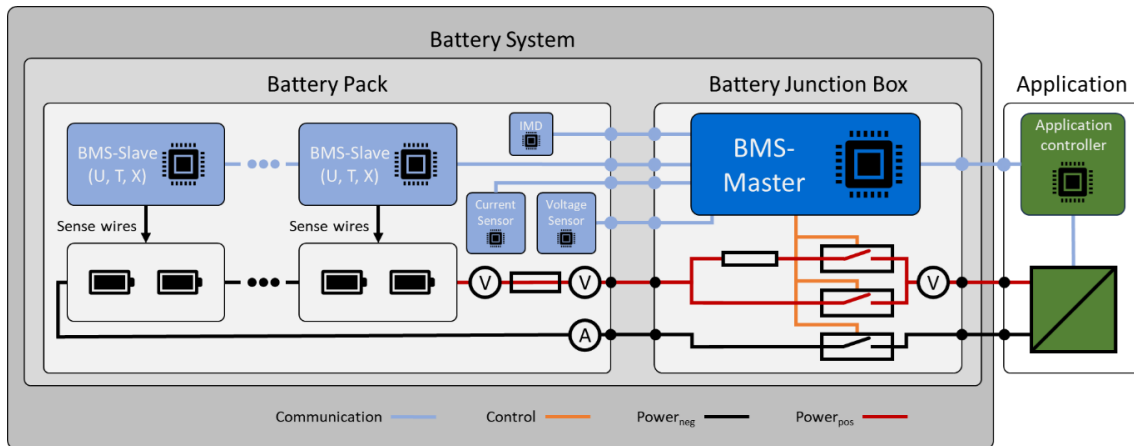 Battery System
Battery Pack
Battery Junction Box
Application
IMD
BMS-Slave
(U, T, X)
BMS-Slave
(U, T, X)
BMS-
Master
Application
controller
Sense wires
Sense wires
Current
Sensor
Voltage
Sensor
V
V
V
A
Communication
Control
Powerneg
Powerpos